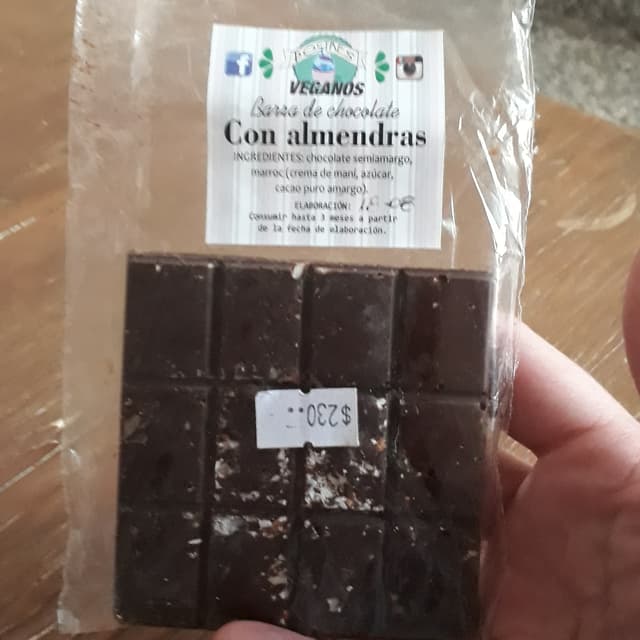 VEGANOS
Barra de chocolate
Con almendras
INGREDIENTES: chocolate semiamargo,
maroc(crema de maní, azúcar,
cacao puro amargo).
ELABORACIÓN:
Consumir hasta 3 meses a partir
de la fecha de elaboración.
$230.-